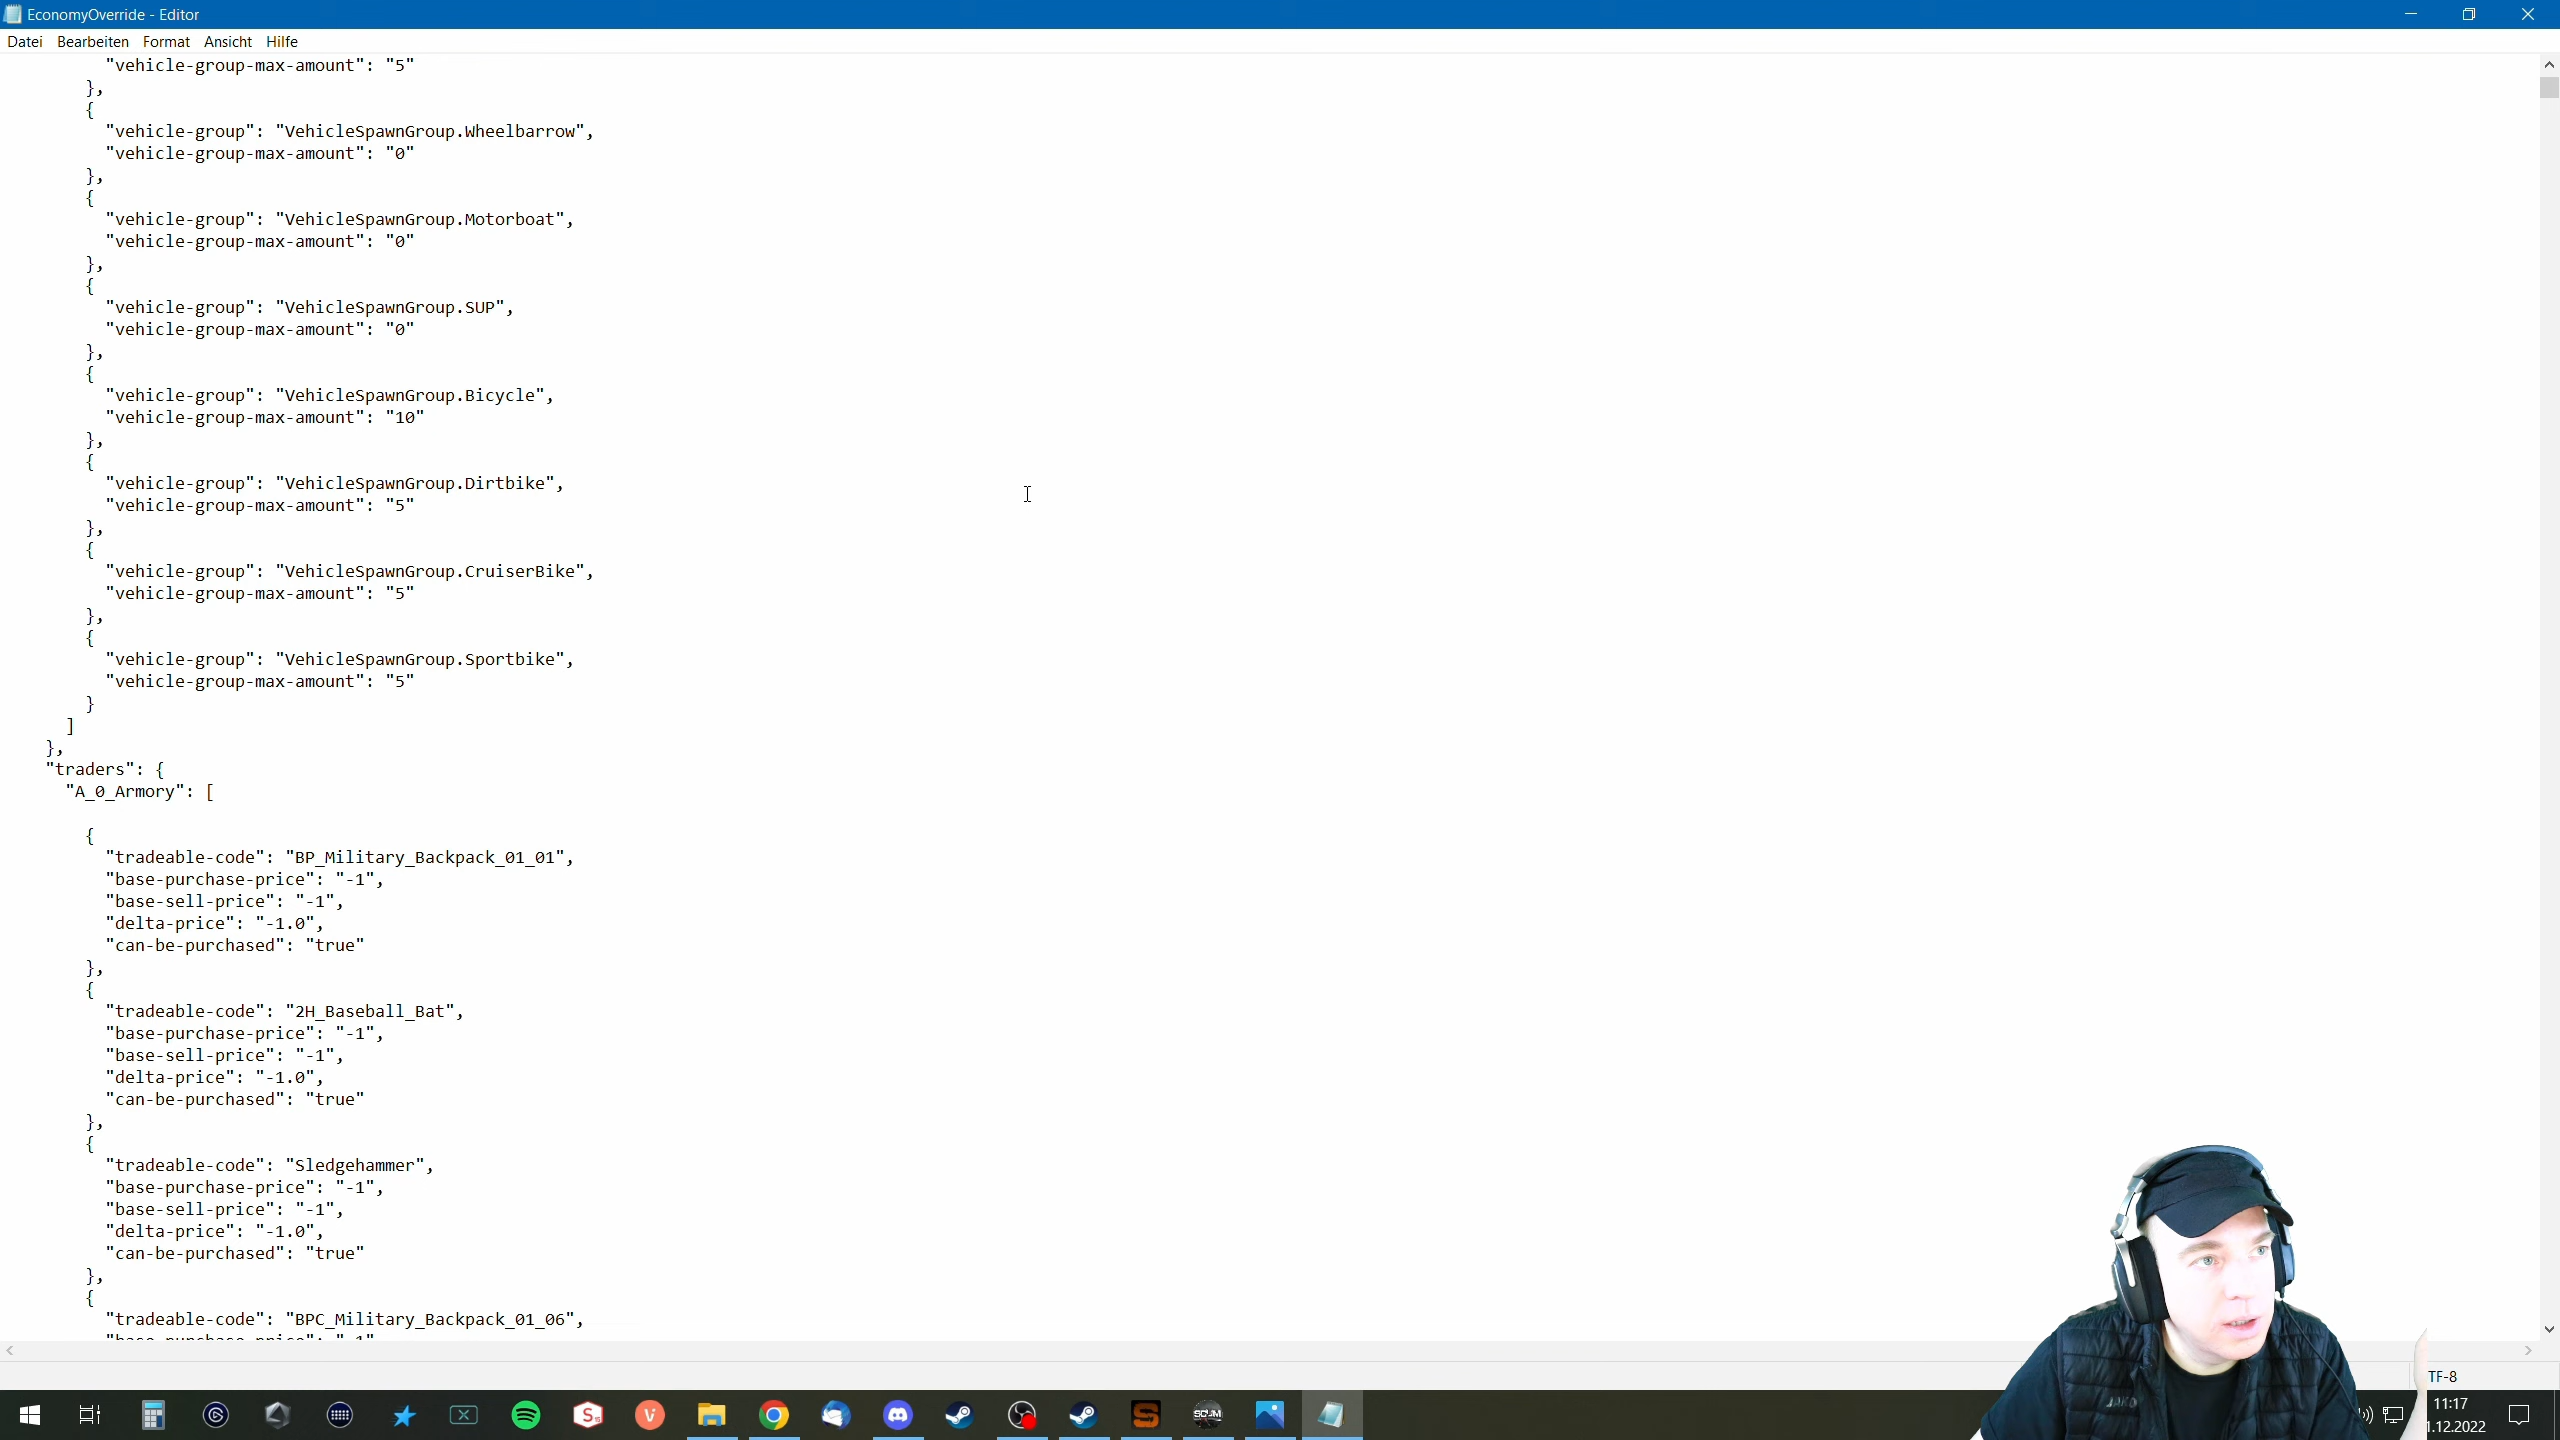 EconomyOverride - Editor
Datei Bearbeiten Format Ansicht Hilfe
"vehicle-group-max-amount": "5"
},
{
"vehicle-group": "VehicleSpawnGroup.Wheelbarrow",
"vehicle-group-max-amount": "0"
},
{
"vehicle-group": "VehicleSpawnGroup.Motorboat",
"vehicle-group-max-amount": "0"
},
{
"vehicle-group": "VehicleSpawnGroup.SUP",
"vehicle-group-max-amount": "0"
},
{
"vehicle-group": "VehicleSpawnGroup.Bicycle",
"vehicle-group-max-amount": "10"
},
{
"vehicle-group": "VehicleSpawnGroup.Dirtbike",
"vehicle-group-max-amount": "5"
},
{
"vehicle-group": "VehicleSpawnGroup.CruiserBike",
"vehicle-group-max-amount": "5"
},
{
"vehicle-group": "VehicleSpawnGroup.Sportbike",
"vehicle-group-max-amount": "5"
}
]
},
"traders": {
"A_0_Armory": [
{
"tradeable-code": "BP_Military_Backpack_01_01",
"base-purchase-price": "-1",
"base-sell-price": "-1",
"delta-price": "-1.0",
"can-be-purchased": "true"
},
{
"tradeable-code": "2H_Baseball_Bat",
"base-purchase-price": "-1",
"base-sell-price": "-1",
"delta-price": "-1.0",
"can-be-purchased": "true"
},
{
"tradeable-code": "Sledgehammer",
"base-purchase-price": "-1",
"base-sell-price": "-1",
"delta-price": "-1.0",
"can-be-purchased": "true"
},
{
"tradeable-code": "BPC_Military_Backpack_01_06",
"base-purchase-price": "-1",
TF-8
11:17
1.12.2022
SCUM